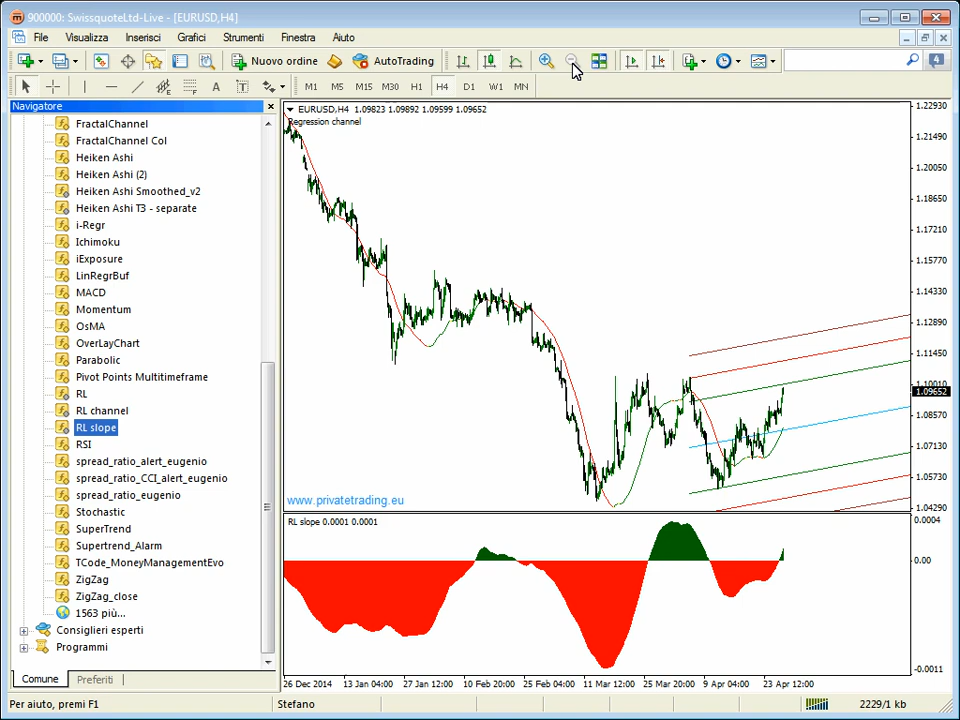 900000: SwissquoteLtd-Live - [EURUSD,H4]
File Visualizza Inserisci Grafici Strumenti Finestra Aiuto
Nuovo ordine AutoTrading 4
A T M1 M5 M15 M30 H1 H4 D1 W1 MN
Navigatore
FractalChannel
FractalChannel Col
Heiken Ashi
Heiken Ashi (2)
Heiken Ashi Smoothed_v2
Heiken Ashi T3 - separate
i-Regr
Ichimoku
iExposure
LinRegrBuf
MACD
Momentum
OsMA
OverLayChart
Parabolic
Pivot Points Multitimeframe
RL
RL channel
RL slope
RSI
spread_ratio_alert_eugenio
spread_ratio_CCI_alert_eugenio
spread_ratio_eugenio
Stochastic
SuperTrend
Supertrend_Alarm
TCode_MoneyManagementEvo
ZigZag
ZigZag_close
1563 più...
Consiglieri esperti
Programmi
Comune Preferiti
EURUSD,H4 1.09823 1.09892 1.09599 1.09652
Regression channel
1.22930
1.21490
1.20050
1.18650
1.17210
1.15770
1.14330
1.12890
1.11450
1.10010
1.09652
1.08570
1.07130
1.05730
1.04290
www.privatetrading.eu
RL slope 0.0001 0.0001
0.0004
0.00
-0.0011
26 Dec 2014 13 Jan 04:00 27 Jan 12:00 10 Feb 20:00 25 Feb 04:00 11 Mar 12:00 25 Mar 20:00 9 Apr 04:00 23 Apr 12:00
Per aiuto, premi F1 Stefano 2229/1 kb